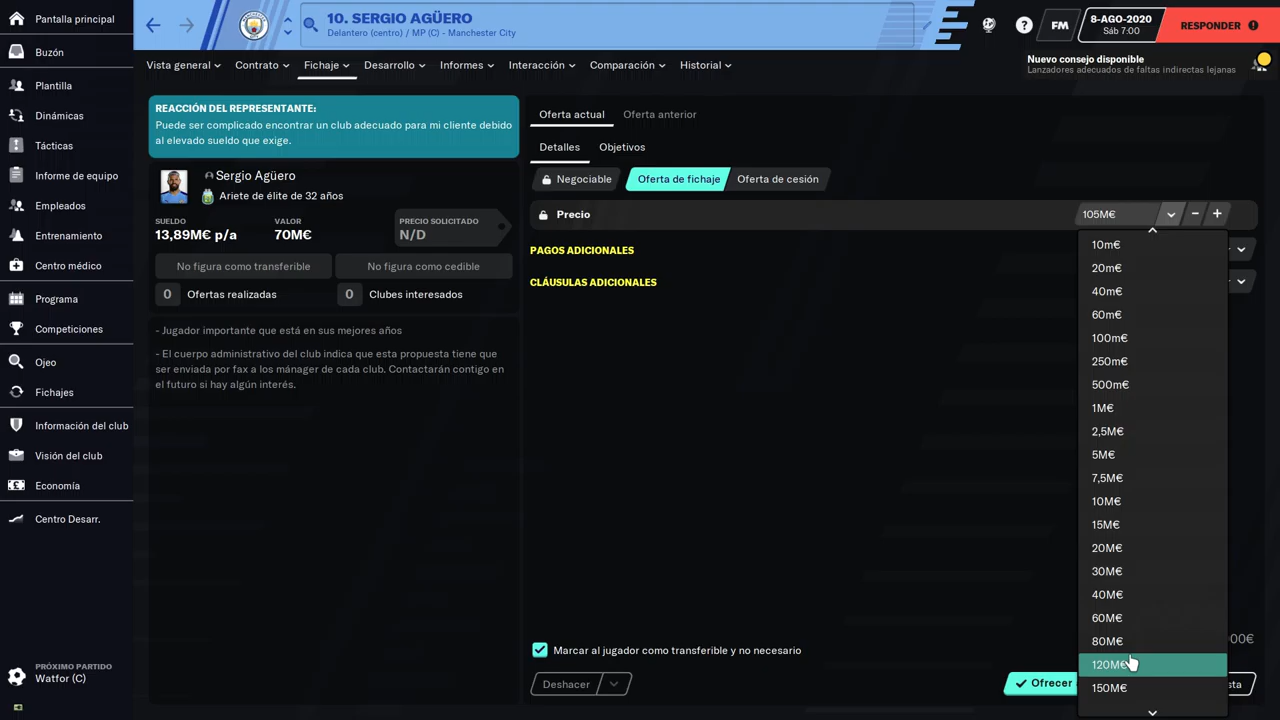 Pantalla principal
Buzón
Plantilla
Dinámicas
Tácticas
Informe de equipo
Empleados
Entrenamiento
Centro médico
Programa
Competiciones
Ojeo
Fichajes
Información del club
Visión del club
Economía
Centro Desarr.
PRÓXIMO PARTIDO
Watfor (C)
10. SERGIO AGÜERO
Delantero (centro) / MP (C) - Manchester City
FM
8-AGO-2020
Sáb 7:00
RESPONDER
Vista general
Contrato
Fichaje
Desarrollo
Informes
Interacción
Comparación
Historial
Nuevo consejo disponible
Lanzadores adecuados de faltas indirectas lejanas
REACCIÓN DEL REPRESENTANTE:
Puede ser complicado encontrar un club adecuado para mi cliente debido
al elevado sueldo que exige.
Sergio Agüero
Ariete de élite de 32 años
SUELDO
13,89M€ p/a
VALOR
70M€
PRECIO SOLICITADO
N/D
No figura como transferible
No figura como cedible
0 Ofertas realizadas
0 Clubes interesados
- Jugador importante que está en sus mejores años
- El cuerpo administrativo del club indica que esta propuesta tiene que
ser enviada por fax a los mánager de cada club. Contactarán contigo en
el futuro si hay algún interés.
Oferta actual
Oferta anterior
Detalles
Objetivos
Negociable
Oferta de fichaje
Oferta de cesión
Precio
105M€
PAGOS ADICIONALES
CLÁUSULAS ADICIONALES
10m€
20m€
40m€
60m€
100m€
250m€
500m€
1M€
2,5M€
5M€
7,5M€
10M€
15M€
20M€
30M€
40M€
60M€
80M€
120M€
150M€
Marcar al jugador como transferible y no necesario
Deshacer
Ofrecer